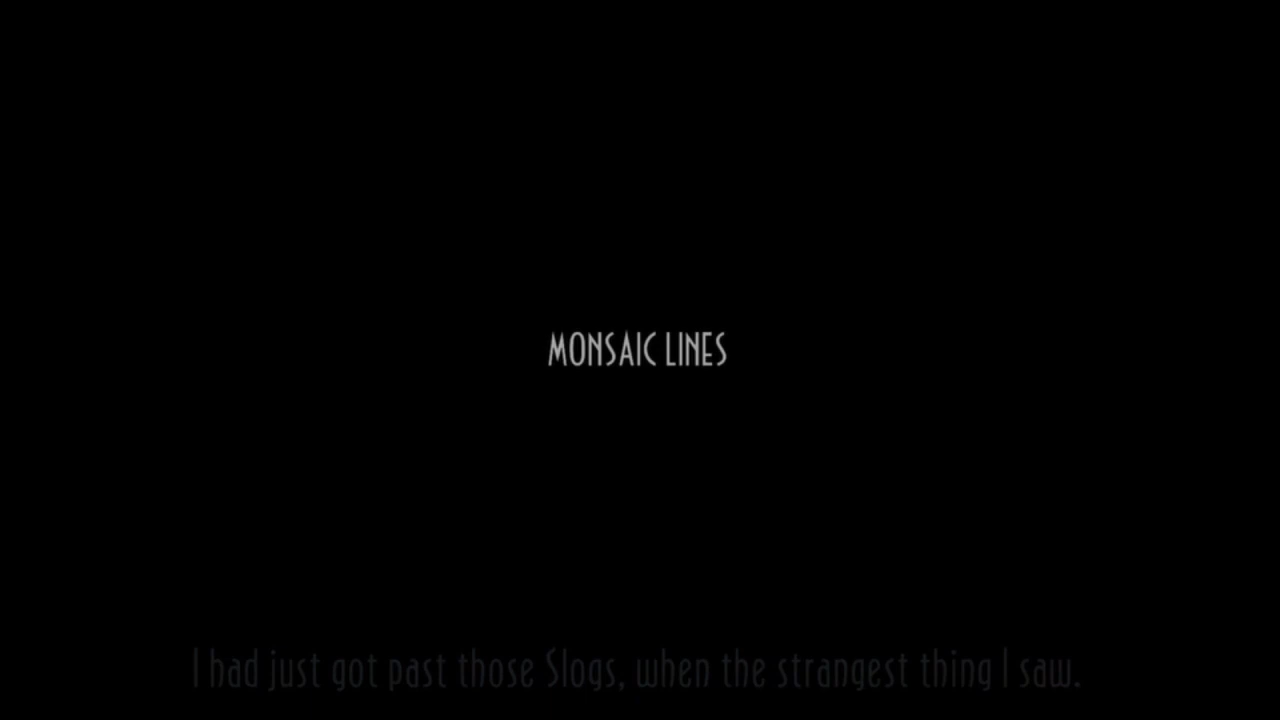 MONSAIC LINES
I had just got past those Slogs, when the strangest thing I saw.